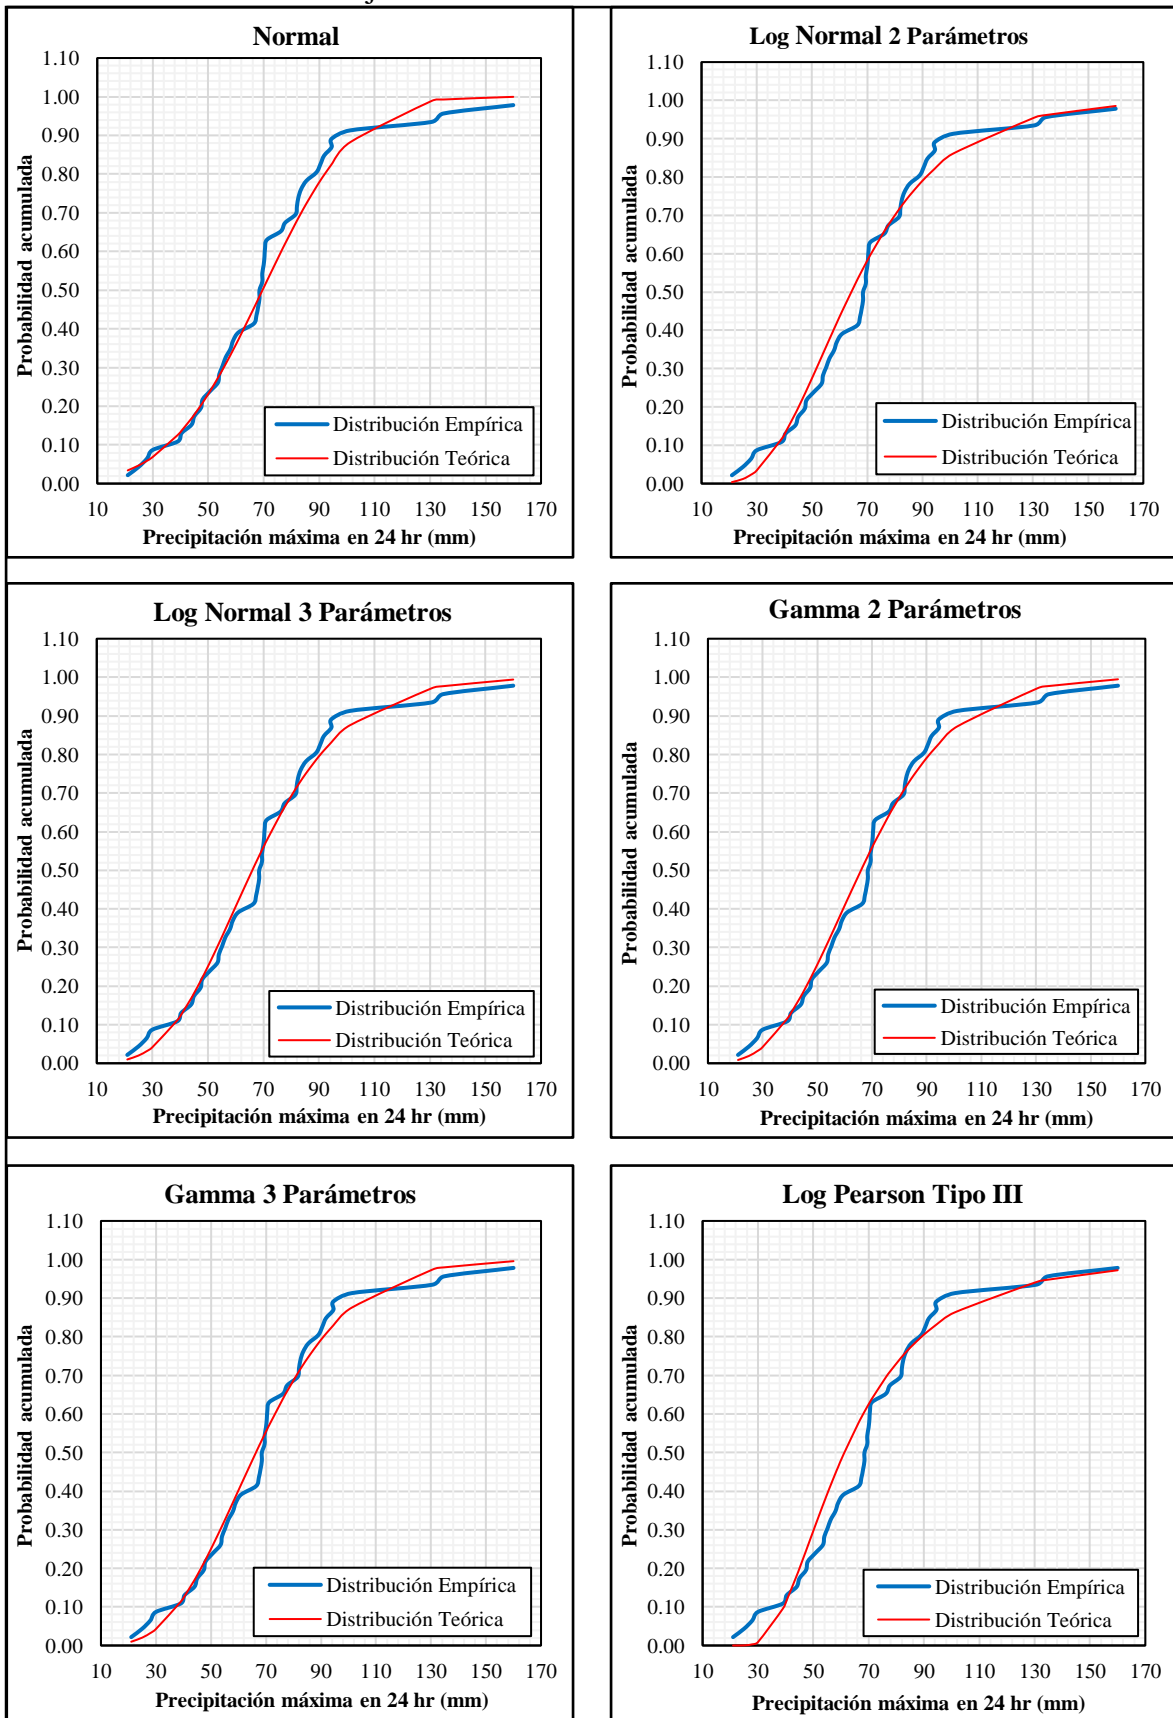 Normal
1.10
1.00
0.90
0.80
0.70
0.60
0.50
0.40
0.30
0.20
0.10
0.00
Probabilidad acumulada
Distribución Empírica
Distribución Teórica
10 30 50 70 90 110 130 150 170
Precipitación máxima en 24 hr (mm)
Log Normal 2 Parámetros
1.10
1.00
0.90
0.80
0.70
0.60
0.50
0.40
0.30
0.20
0.10
0.00
Probabilidad acumulada
Distribución Empírica
Distribución Teórica
10 30 50 70 90 110 130 150 170
Precipitación máxima en 24 hr (mm)
Log Normal 3 Parámetros
1.10
1.00
0.90
0.80
0.70
0.60
0.50
0.40
0.30
0.20
0.10
0.00
Probabilidad acumulada
Distribución Empírica
Distribución Teórica
10 30 50 70 90 110 130 150 170
Precipitación máxima en 24 hr (mm)
Gamma 2 Parámetros
1.10
1.00
0.90
0.80
0.70
0.60
0.50
0.40
0.30
0.20
0.10
0.00
Probabilidad acumulada
Distribución Empírica
Distribución Teórica
10 30 50 70 90 110 130 150 170
Precipitación máxima en 24 hr (mm)
Gamma 3 Parámetros
1.10
1.00
0.90
0.80
0.70
0.60
0.50
0.40
0.30
0.20
0.10
0.00
Probabilidad acumulada
Distribución Empírica
Distribución Teórica
10 30 50 70 90 110 130 150 170
Precipitación máxima en 24 hr (mm)
Log Pearson Tipo III
1.10
1.00
0.90
0.80
0.70
0.60
0.50
0.40
0.30
0.20
0.10
0.00
Probabilidad acumulada
Distribución Empírica
Distribución Teórica
10 30 50 70 90 110 130 150 170
Precipitación máxima en 24 hr (mm)